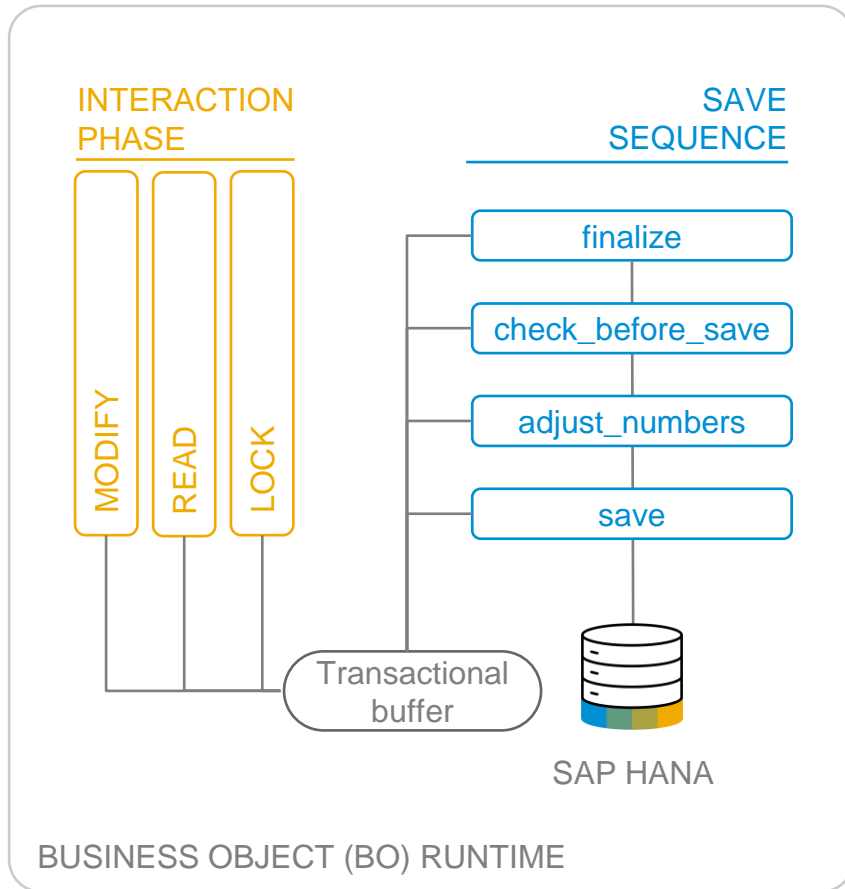 INTERACTION
PHASE
MODIFY
READ
LOCK
SAVE
SEQUENCE
finalize
check_before_save
adjust_numbers
save
Transactional
buffer
SAP HANA
BUSINESS OBJECT (BO) RUNTIME